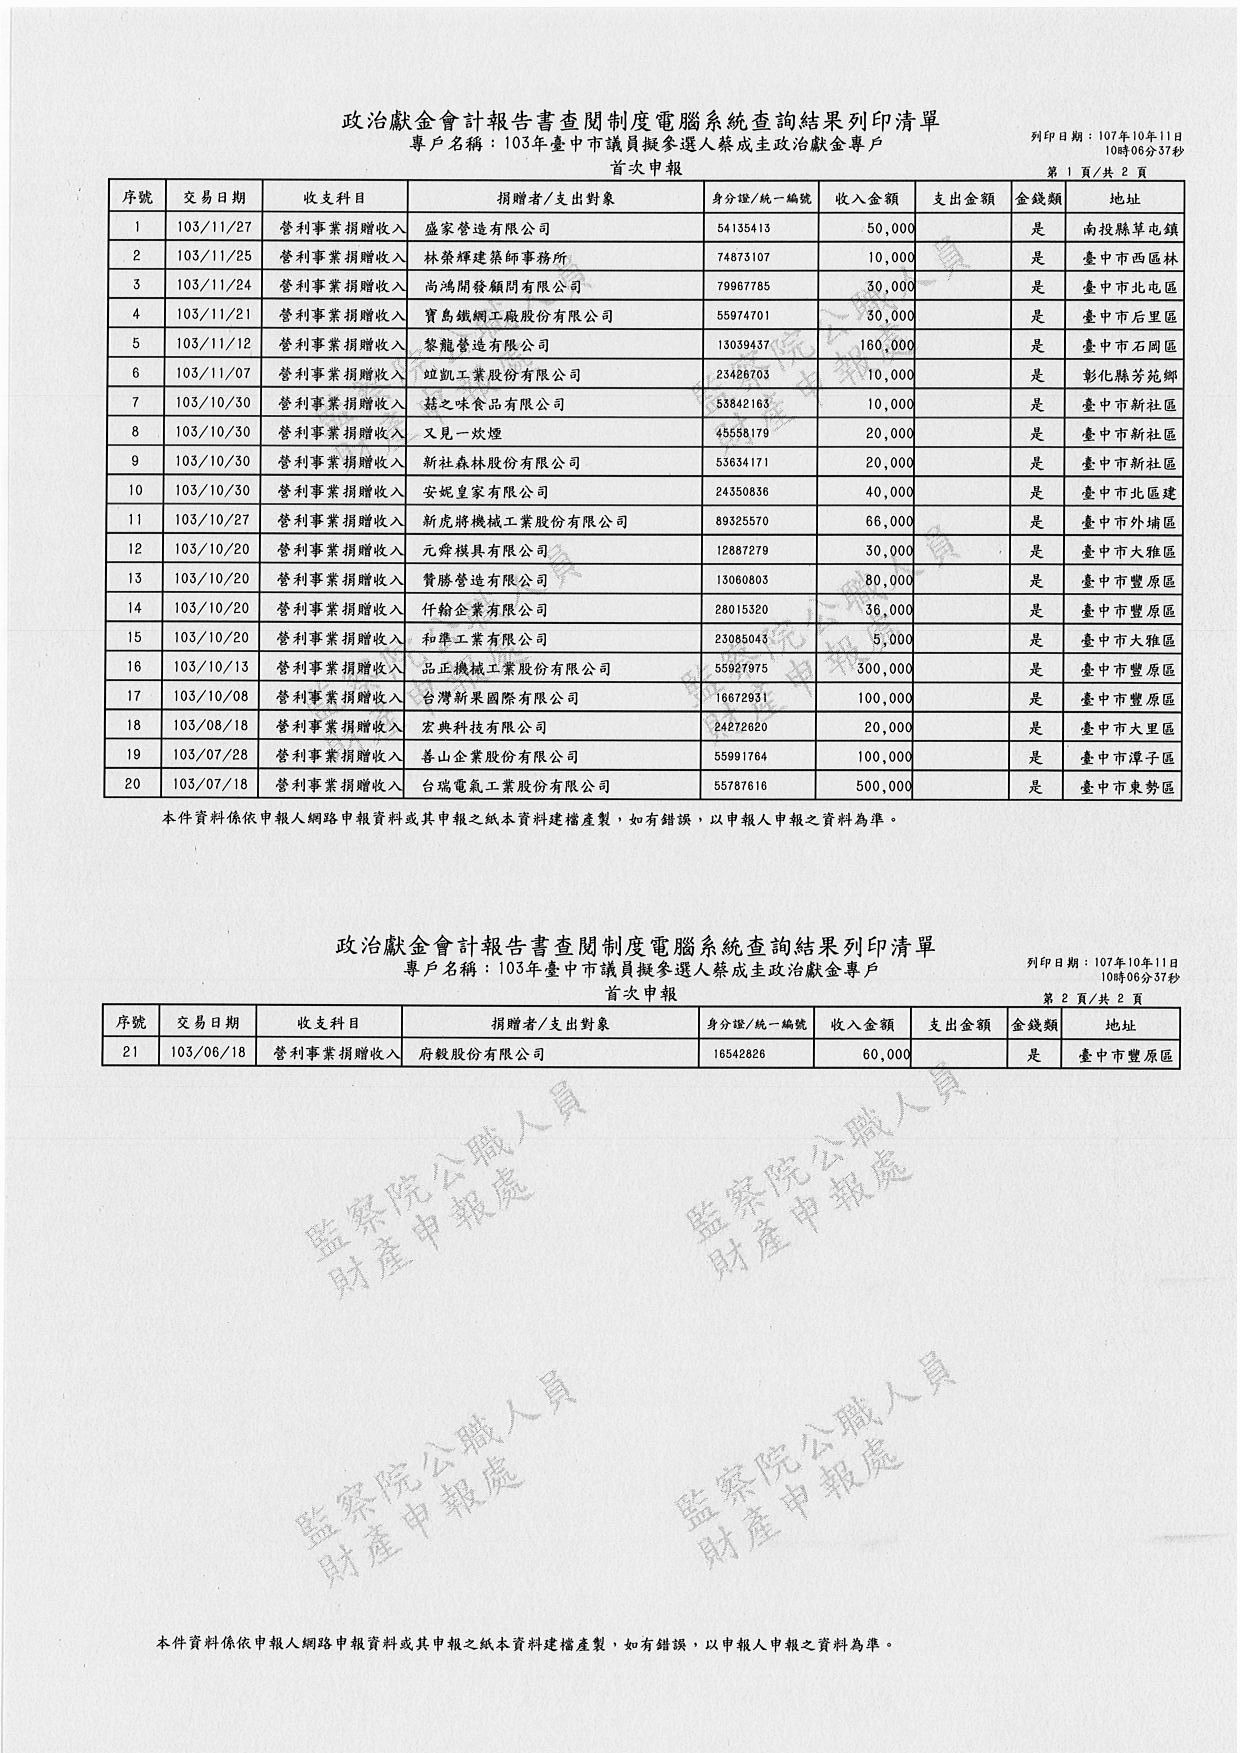 政治獻金會計報告書查閱制度電腦系統查詢結果列印清單
專戶名稱：103年臺中市議員擬參選人蔡成圭政治獻金專戶
列印日期：107年10年11日
10時06分37秒
首次申報
第 1 頁/共 2 頁
序號 交易日期 收支科目 捐贈者/支出對象 身分證/統一編號 收入金額 支出金額 金錢類 地址
1 103/11/27 營利事業捐贈收入 盛家營造有限公司 54135413 50,000 是 南投縣草屯鎮
2 103/11/25 營利事業捐贈收入 林榮輝建築師事務所 74873107 10,000 是 臺中市西區林
3 103/11/24 營利事業捐贈收入 尚鴻開發顧問有限公司 79967785 30,000 是 臺中市北屯區
4 103/11/21 營利事業捐贈收入 寶島鐵網工廠股份有限公司 55974701 30,000 是 臺中市后里區
5 103/11/12 營利事業捐贈收入 黎龍營造有限公司 13039437 160,000 是 臺中市石岡區
6 103/11/07 營利事業捐贈收入 竝凱工業股份有限公司 23426703 10,000 是 彰化縣芳苑鄉
7 103/10/30 營利事業捐贈收入 菇之味食品有限公司 53842163 10,000 是 臺中市新社區
8 103/10/30 營利事業捐贈收入 又見一炊煙 45558179 20,000 是 臺中市新社區
9 103/10/30 營利事業捐贈收入 新社森林股份有限公司 53634171 20,000 是 臺中市新社區
10 103/10/30 營利事業捐贈收入 安妮皇家有限公司 24350836 40,000 是 臺中市北區建
11 103/10/27 營利事業捐贈收入 新虎將機械工業股份有限公司 89325570 66,000 是 臺中市外埔區
12 103/10/20 營利事業捐贈收入 元舜模具有限公司 12887279 30,000 是 臺中市大雅區
13 103/10/20 營利事業捐贈收入 贊勝營造有限公司 13060803 80,000 是 臺中市豐原區
14 103/10/20 營利事業捐贈收入 仟翰企業有限公司 28015320 36,000 是 臺中市豐原區
15 103/10/20 營利事業捐贈收入 和準工業有限公司 23085043 5,000 是 臺中市大雅區
16 103/10/13 營利事業捐贈收入 品正機械工業股份有限公司 55927975 300,000 是 臺中市豐原區
17 103/10/08 營利事業捐贈收入 台灣新果國際有限公司 16672931 100,000 是 臺中市豐原區
18 103/08/18 營利事業捐贈收入 宏典科技有限公司 24272620 20,000 是 臺中市大里區
19 103/07/28 營利事業捐贈收入 善山企業股份有限公司 55991764 100,000 是 臺中市潭子區
20 103/07/18 營利事業捐贈收入 台瑞電氣工業股份有限公司 55787616 500,000 是 臺中市東勢區
本件資料係依申報人網路申報資料或其申報之紙本資料建檔產製，如有錯誤，以申報人申報之資料為準。
政治獻金會計報告書查閱制度電腦系統查詢結果列印清單
專戶名稱：103年臺中市議員擬參選人蔡成圭政治獻金專戶
列印日期：107年10年11日
10時06分37秒
首次申報
第 2 頁/共 2 頁
序號 交易日期 收支科目 捐贈者/支出對象 身分證/統一編號 收入金額 支出金額 金錢類 地址
21 103/06/18 營利事業捐贈收入 府毅股份有限公司 16542826 60,000 是 臺中市豐原區
監察院公職人員
財產申報處
監察院公職人員
財產申報處
監察院公職人員
財產申報處
監察院公職人員
財產申報處
本件資料係依申報人網路申報資料或其申報之紙本資料建檔產製，如有錯誤，以申報人申報之資料為準。